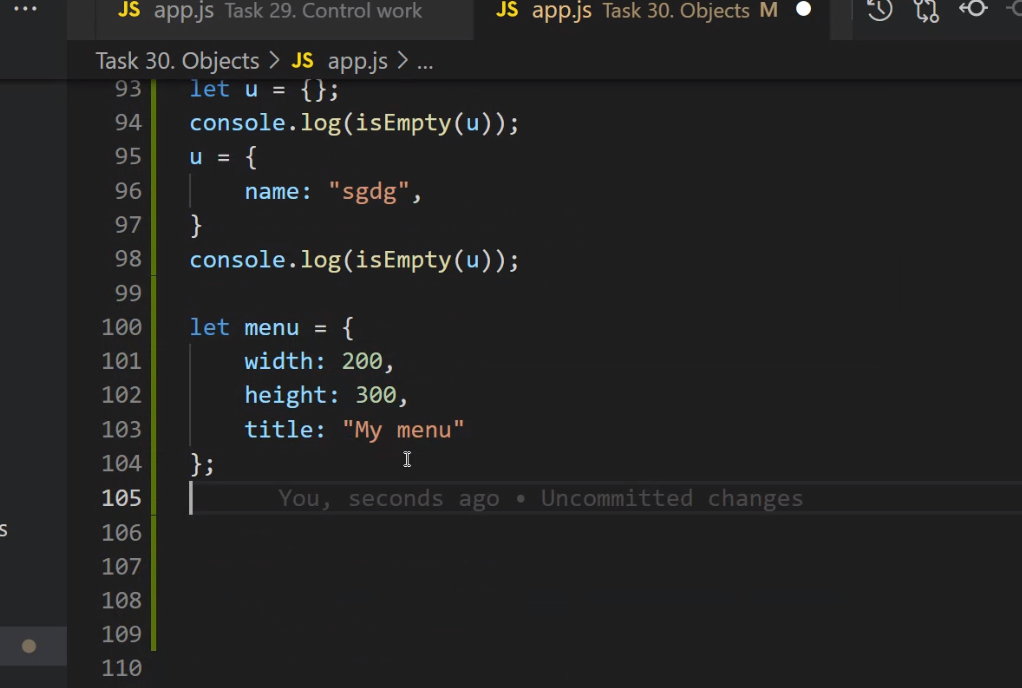 ... JS app.js Task 29. Control work JS app.js Task 30. Objects M
Task 30. Objects > JS app.js > ...
93 let u = {};
94 console.log(isEmpty(u));
95 u = {
96 name: "sgdg",
97 }
98 console.log(isEmpty(u));
99
100 let menu = {
101 width: 200,
102 height: 300,
103 title: "My menu"
104 };
105 You, seconds ago • Uncommitted changes
s
106
107
108
109
110